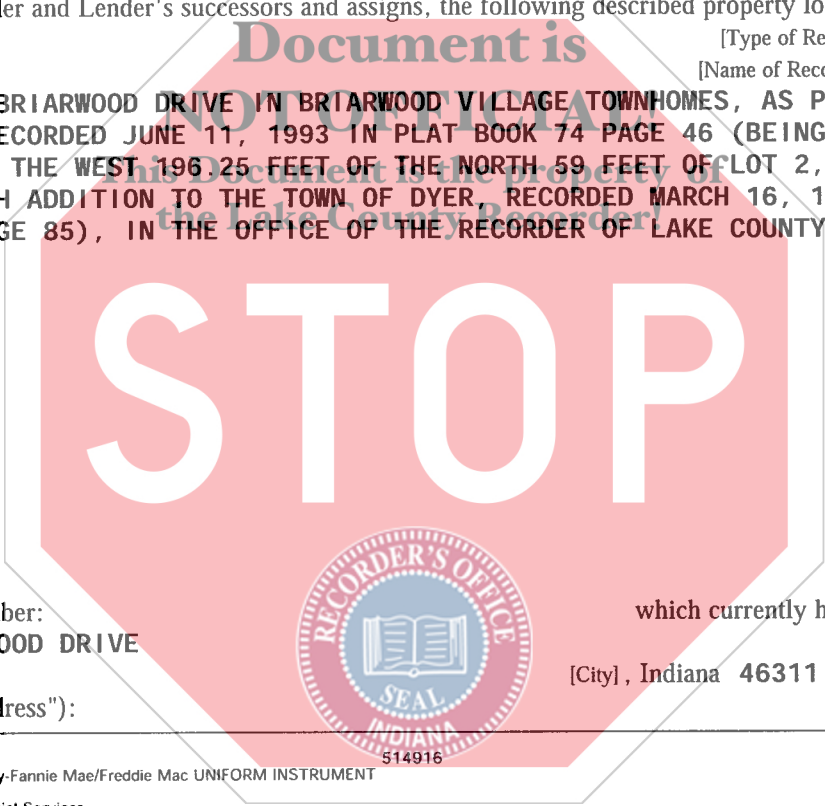 der and Lender's successors and assigns, the following described property lo
Document is
[Type of Re
[Name of Reco
NOT OFFICIAL!
BRIARWOOD DRIVE IN BRIARWOOD VILLAGE TOWNHOMES, AS P
ECORDED JUNE 11, 1993 IN PLAT BOOK 74 PAGE 46 (BEING
This Document is the property of
THE WEST 196.25 FEET OF THE NORTH 59 FEET OF LOT 2,
H ADDITION TO THE TOWN OF DYER, RECORDED MARCH 16, 1
the Lake County Recorder!
GE 85), IN THE OFFICE OF THE RECORDER OF LAKE COUNTY
STOP
RECORDER'S OFFICE
SEAL
INDIANA
ber:
which currently h
OOD DRIVE
[City], Indiana 46311
dress"):
514916
y-Fannie Mae/Freddie Mac UNIFORM INSTRUMENT